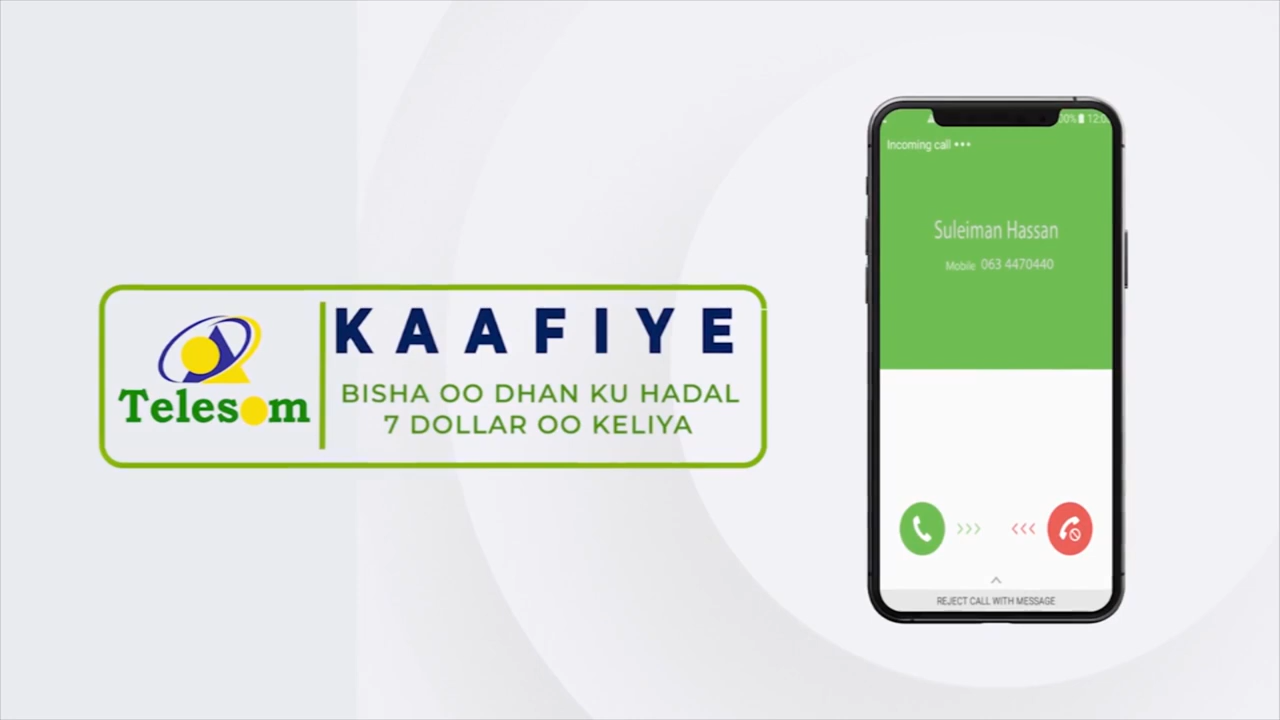 Telesom
KAAFIYE
BISHA OO DHAN KU HADAL
7 DOLLAR OO KELIYA
Incoming call •••
Suleiman Hassan
Mobile 063 4470440
REJECT CALL WITH MESSAGE